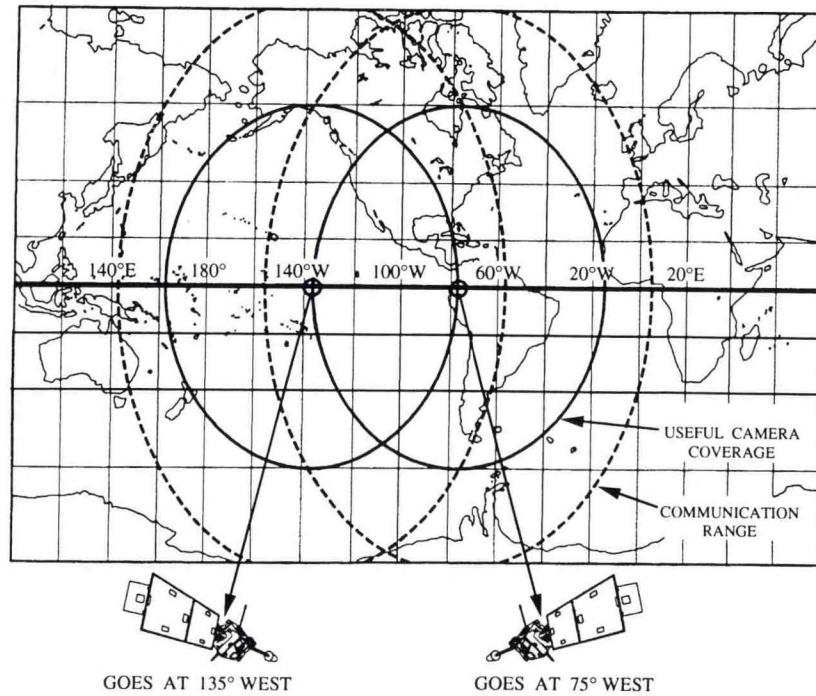 140°E 180° 140°W 100°W 60°W 20°W 20°E
USEFUL CAMERA
COVERAGE
COMMUNICATION
RANGE
GOES AT 135° WEST
GOES AT 75° WEST